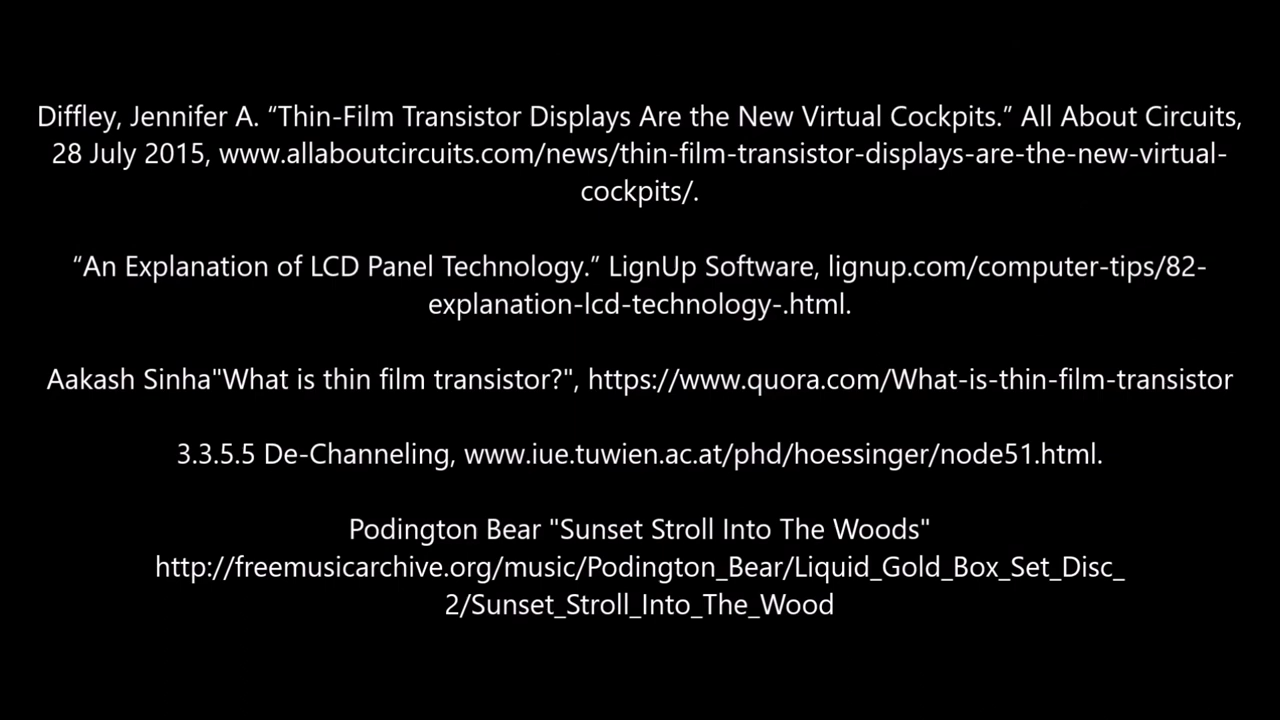 Diffley, Jennifer A. “Thin-Film Transistor Displays Are the New Virtual Cockpits.” All About Circuits,
28 July 2015, www.allaboutcircuits.com/news/thin-film-transistor-displays-are-the-new-virtual-
cockpits/.
“An Explanation of LCD Panel Technology.” LignUp Software, lignup.com/computer-tips/82-
explanation-lcd-technology-.html.
Aakash Sinha"What is thin film transistor?", https://www.quora.com/What-is-thin-film-transistor
3.3.5.5 De-Channeling, www.iue.tuwien.ac.at/phd/hoessinger/node51.html.
Podington Bear "Sunset Stroll Into The Woods"
http://freemusicarchive.org/music/Podington_Bear/Liquid_Gold_Box_Set_Disc_
2/Sunset_Stroll_Into_The_Wood